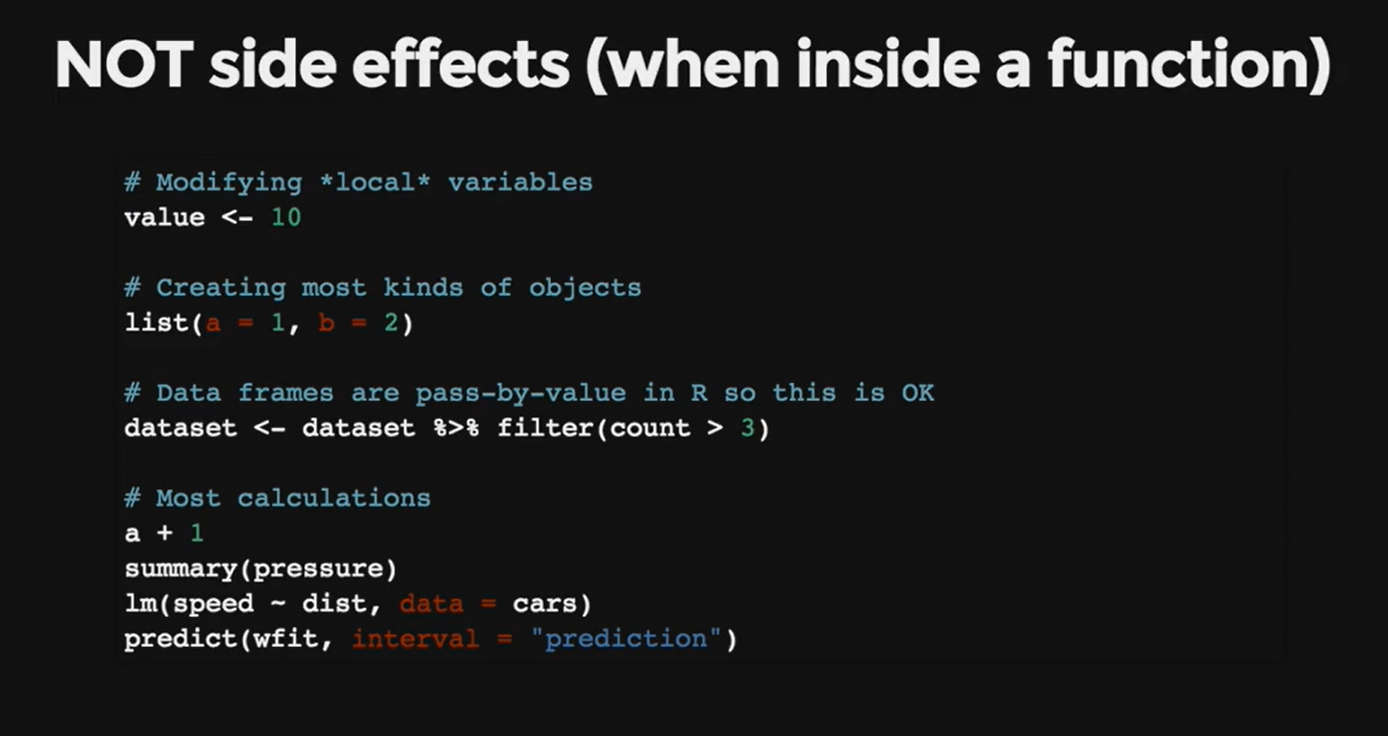 NOT side effects (when inside a function)
# Modifying *local* variables
value <- 10
# Creating most kinds of objects
list(a = 1, b = 2)
# Data frames are pass-by-value in R so this is OK
dataset <- dataset %>% filter(count > 3)
# Most calculations
a + 1
summary(pressure)
lm(speed ~ dist, data = cars)
predict(wfit, interval = "prediction")